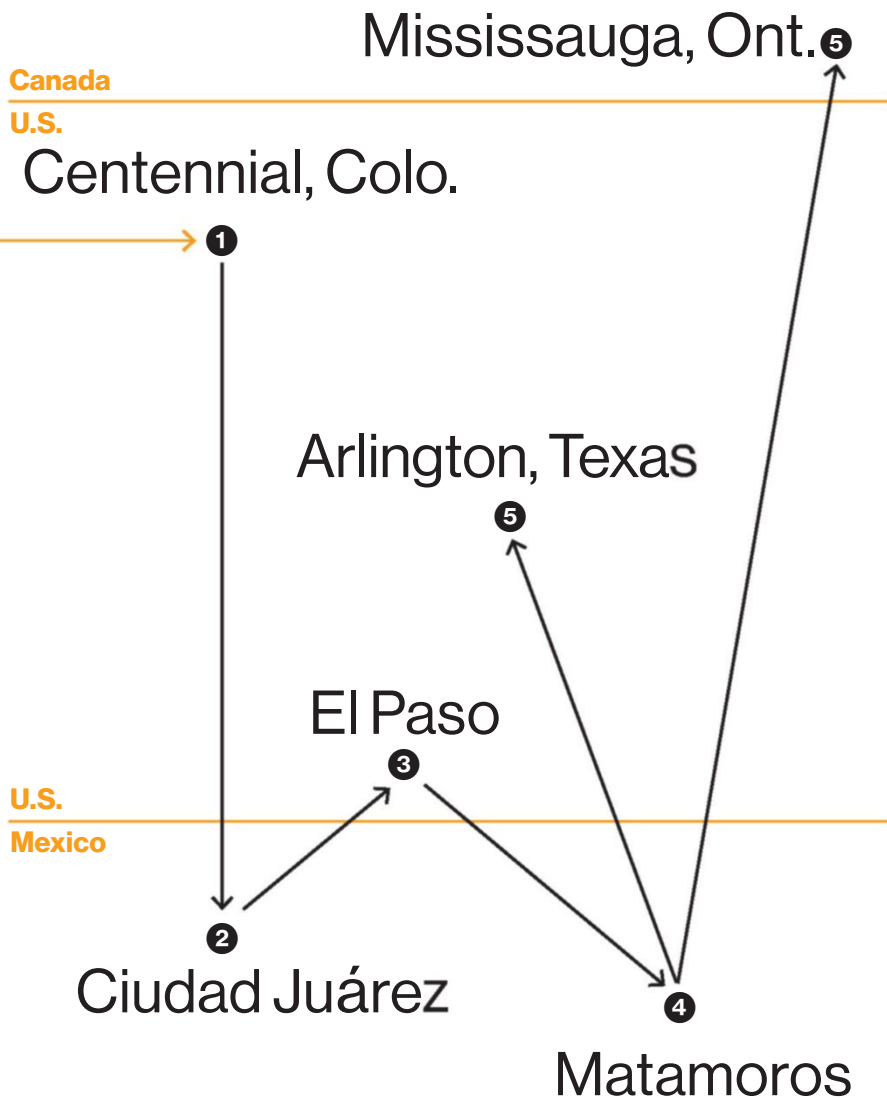 Mississauga, Ont. 5
Canada
U.S.
Centennial, Colo.
1
Arlington, Texas
5
El Paso
3
U.S.
Mexico
2
Ciudad Juárez
4
Matamoros